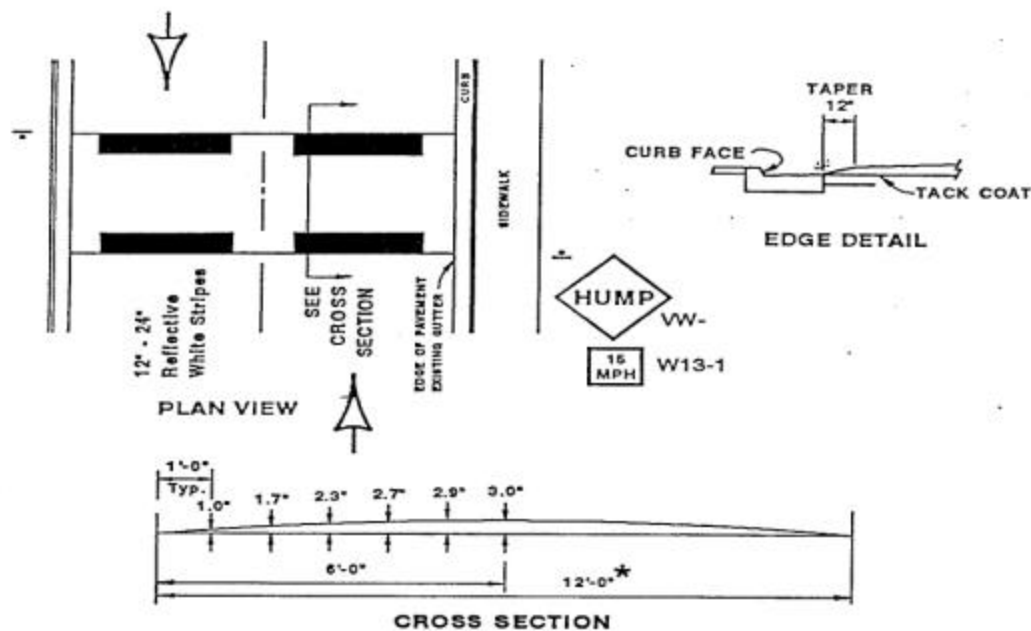 CURB
SIDEWALK
12" - 24"
Reflective
White Stripes
SEE
CROSS
SECTION
EDGE OF PAVEMENT
EXISTING GUTTER
PLAN VIEW
TAPER
12"
CURB FACE
TACK COAT
EDGE DETAIL
HUMP
VW-
15
MPH
W13-1
1'-0"
Typ.
1.0"
1.7"
2.3"
2.7"
2.9"
3.0"
6'-0"
12'-0"*
CROSS SECTION